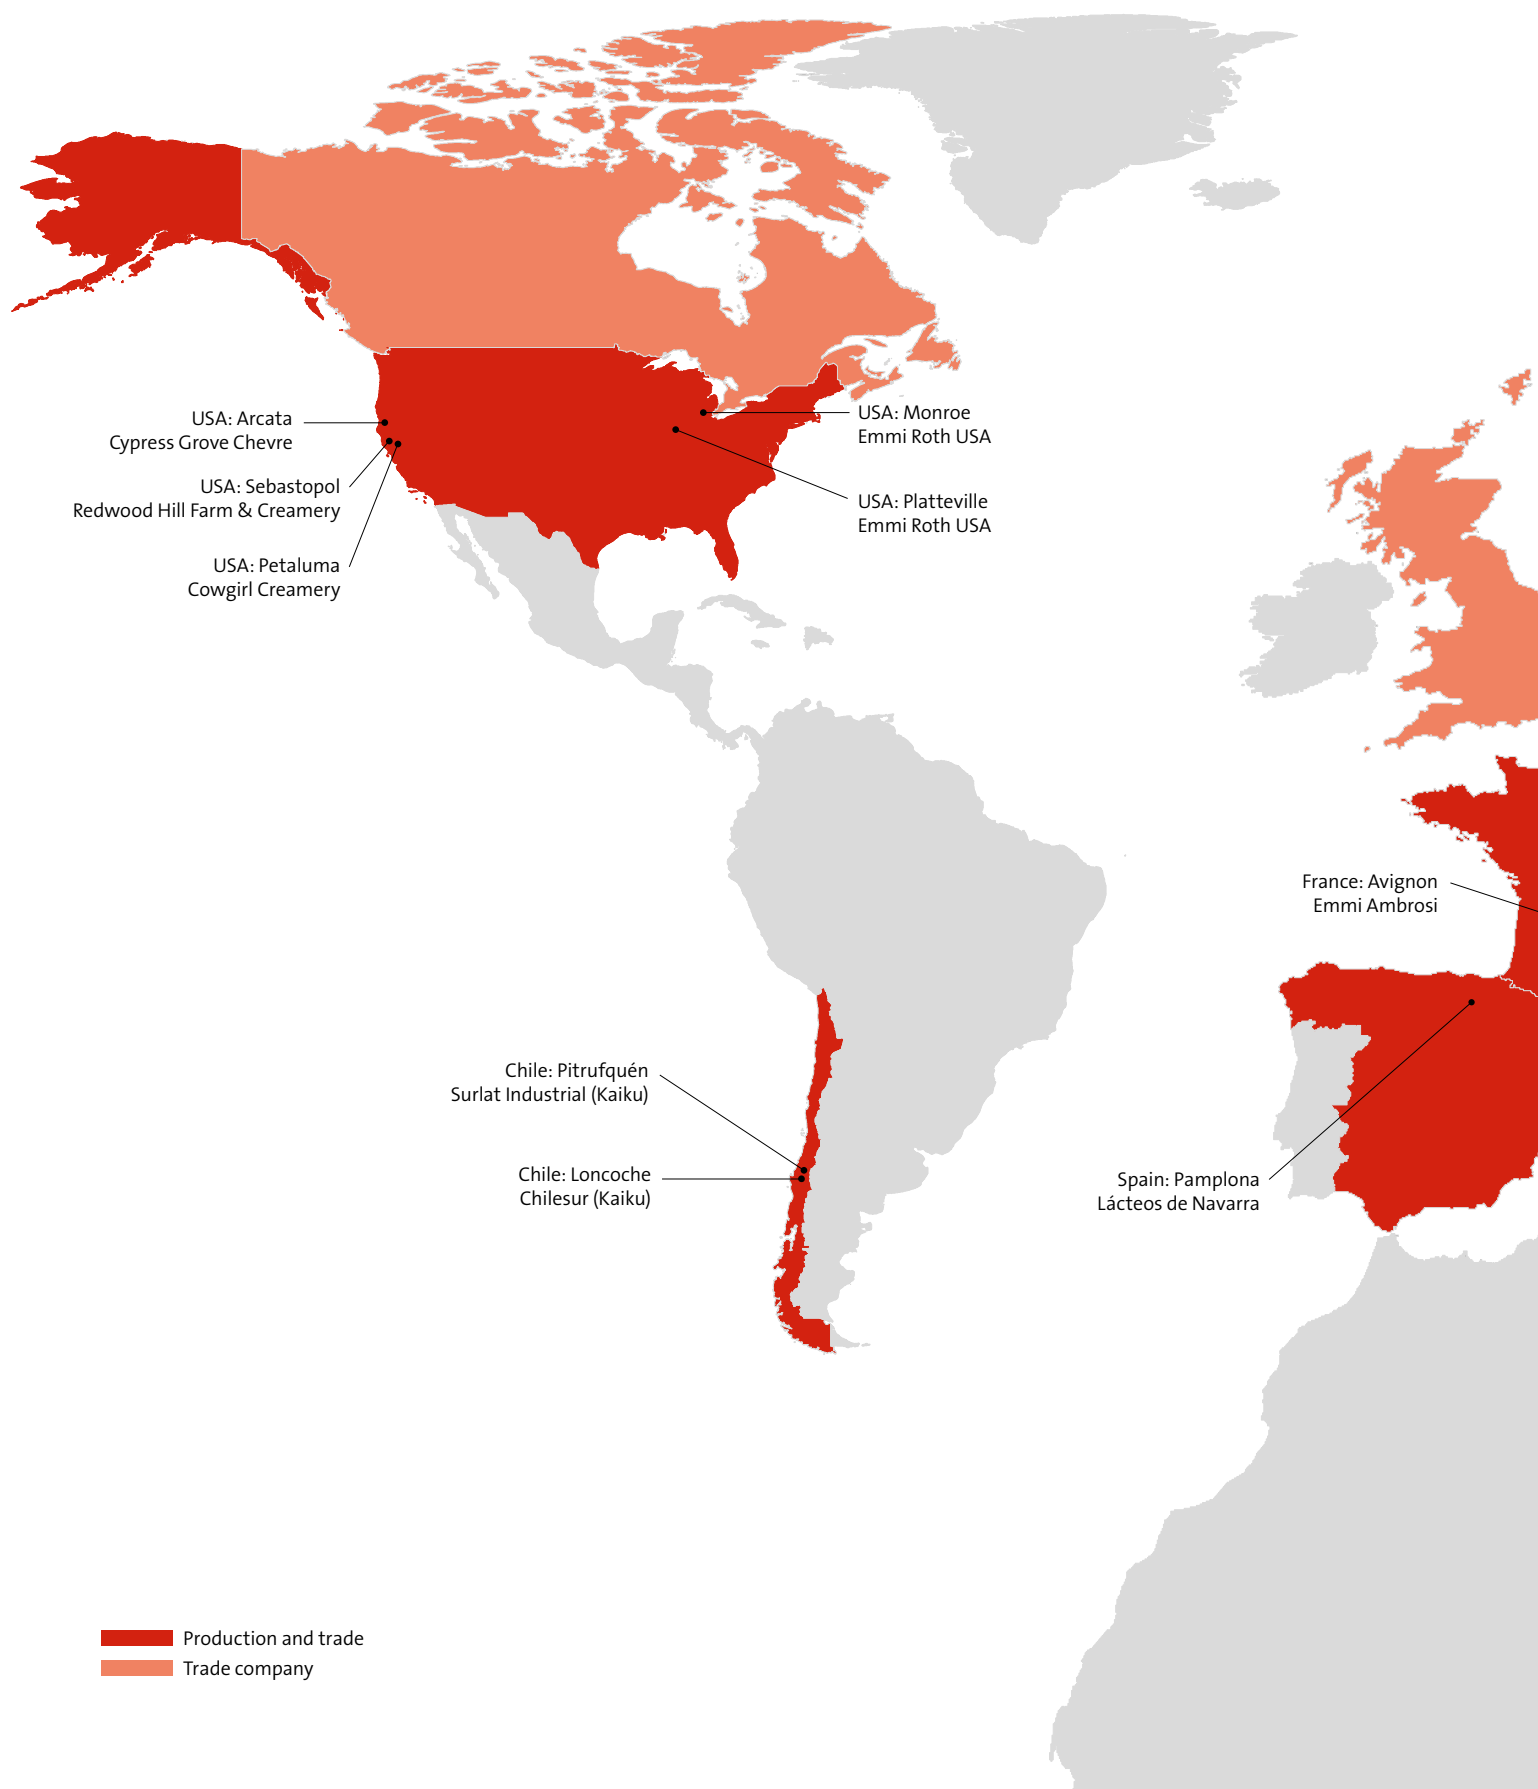 USA: Arcata
Cypress Grove Chevre
USA: Sebastopol
Redwood Hill Farm & Creamery
USA: Petaluma
Cowgirl Creamery
USA: Monroe
Emmi Roth USA
USA: Platteville
Emmi Roth USA
France: Avignon
Emmi Ambrosi
Chile: Pitrufquén
Surlat Industrial (Kaiku)
Chile: Loncoche
Chilesur (Kaiku)
Spain: Pamplona
Lácteos de Navarra
Production and trade
Trade company